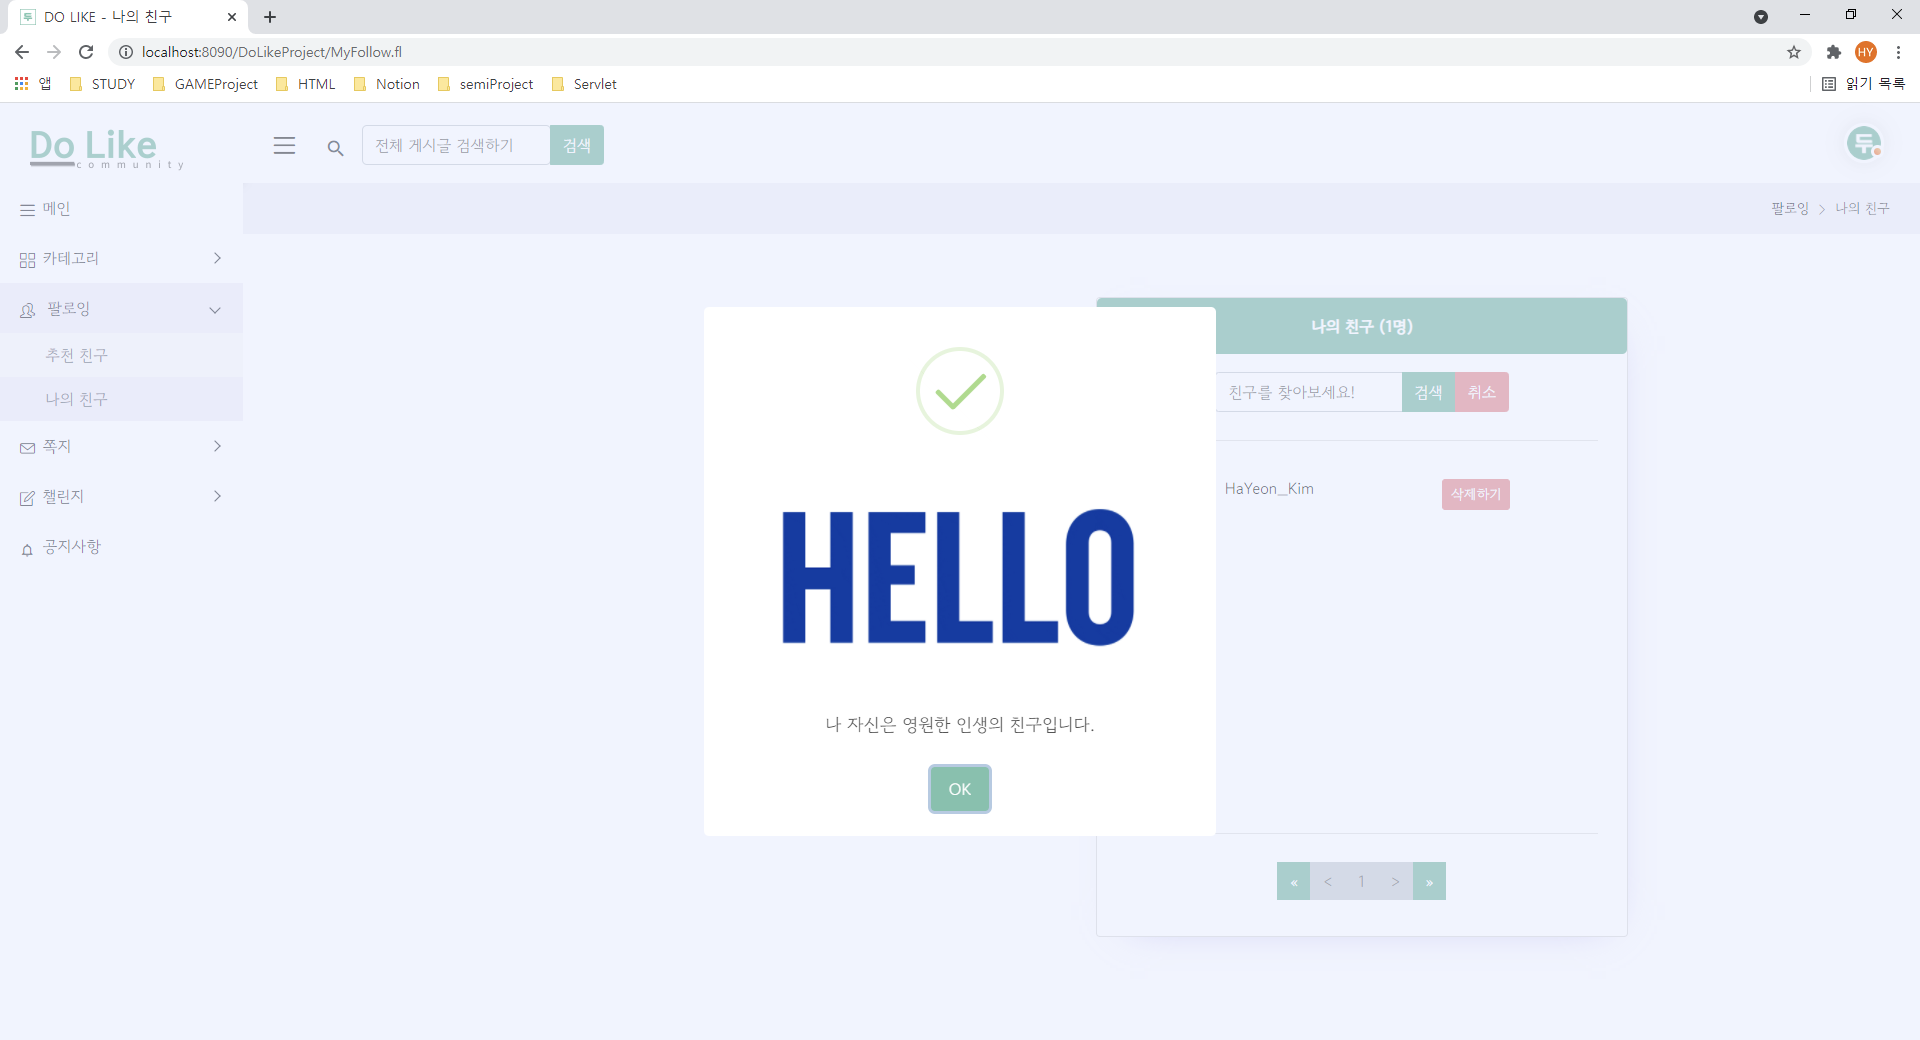 두 DO LIKE - 나의 친구
localhost:8090/DoLikeProject/MyFollow.fl
HY
앱 STUDY GAMEProject HTML Notion semiProject Servlet 읽기 목록
Do Like
community
전체 게시글 검색하기 검색
두
메인
팔로잉 > 나의 친구
카테고리
팔로잉
추천 친구
나의 친구
쪽지
챌린지
공지사항
나의 친구 (1명)
친구를 찾아보세요! 검색 취소
HaYeon_Kim 삭제하기
« < 1 > »
HELLO
나 자신은 영원한 인생의 친구입니다.
OK